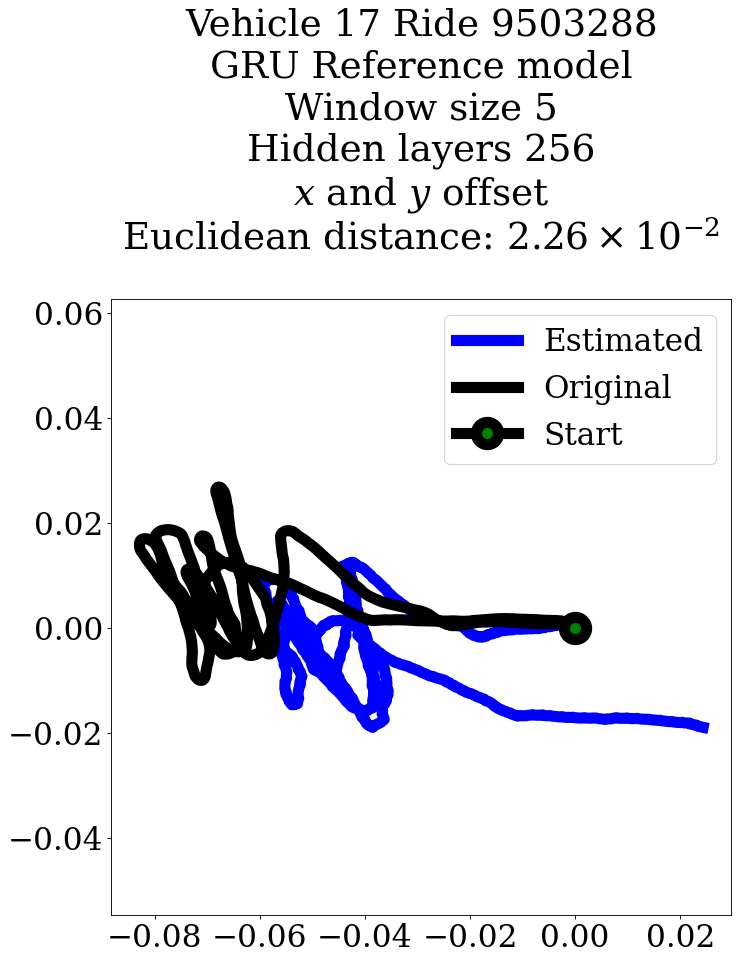 Vehicle 17 Ride 9503288
GRU Reference model
Window size 5
Hidden layers 256
x and y offset
Euclidean distance: 2.26 × 10⁻²
Estimated
Original
Start
0.06
0.04
0.02
0.00
−0.02
−0.04
−0.08 −0.06 −0.04 −0.02 0.00 0.02